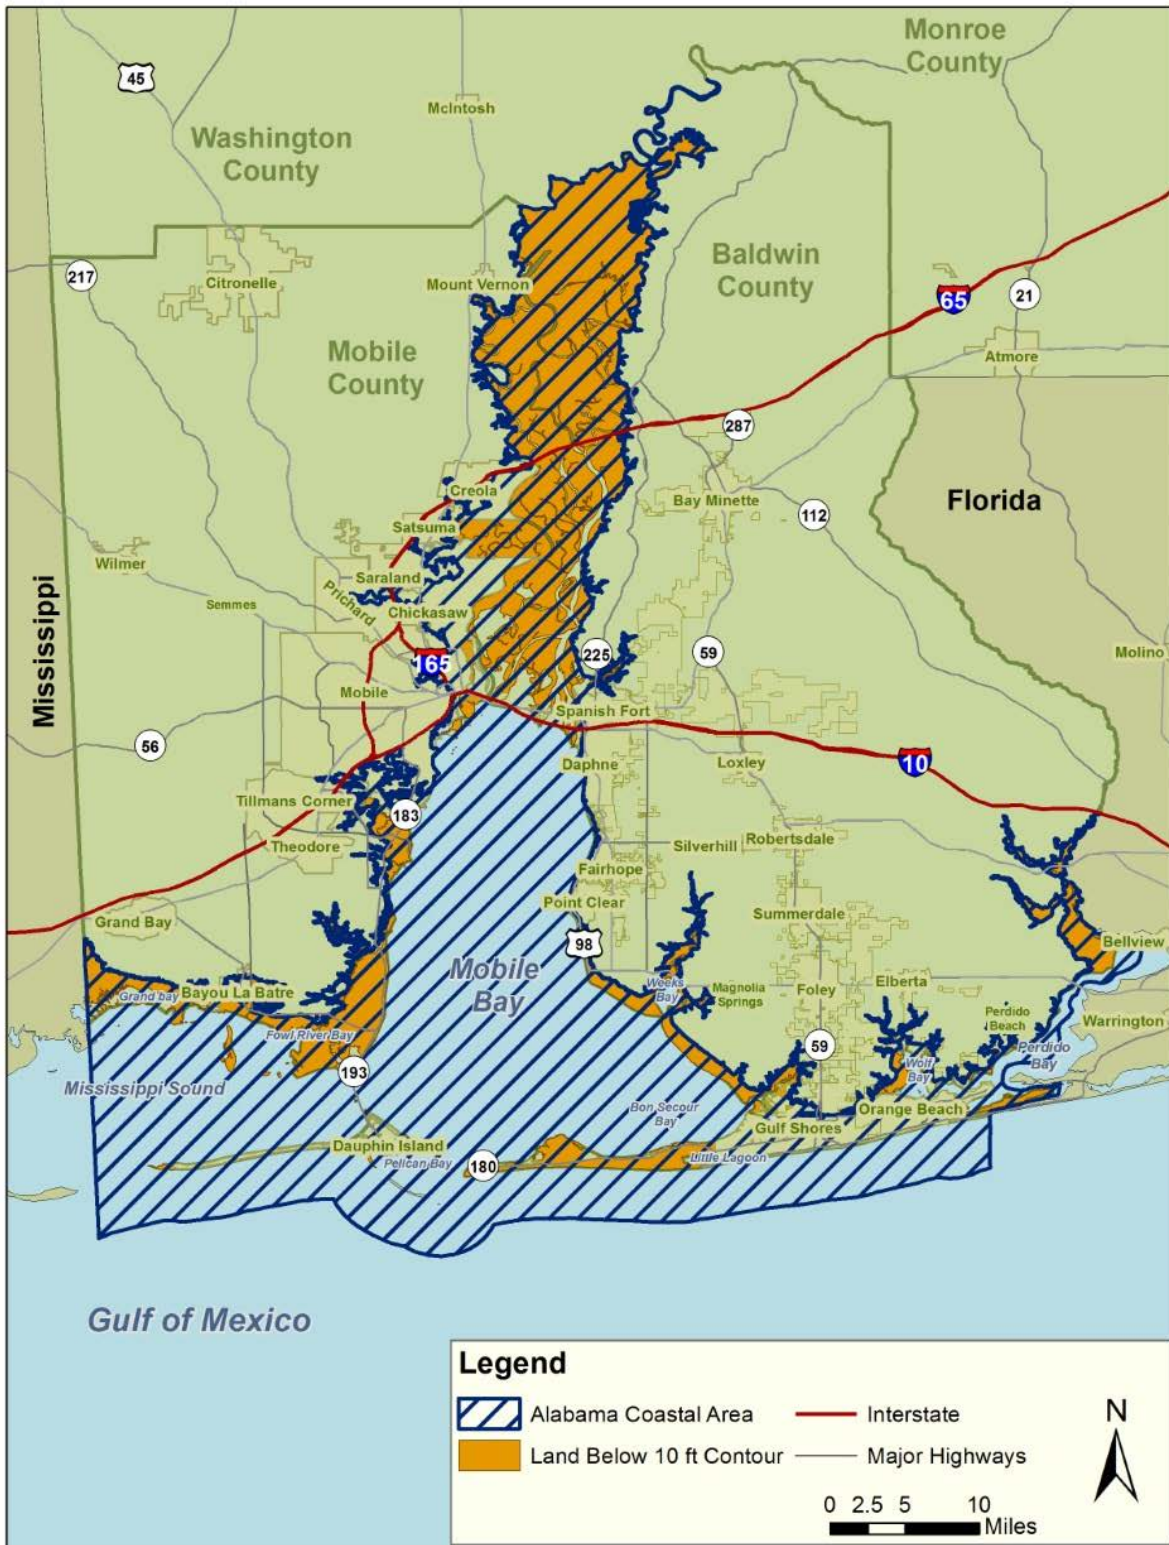 Monroe
County
45
McIntosh
Washington
County
217
Citronelle
Mount Vernon
Baldwin
County
65
21
Atmore
Mobile
County
287
Creola
Bay Minette
Florida
112
Satsuma
Wilmer
Saraland
Semmes
Prichard
Chickasaw
Mississippi
165
225
59
Molino
Mobile
Spanish Fort
56
10
Daphne
Loxley
Tillmans Corner
183
Theodore
Silverhill
Robertsdale
Fairhope
Point Clear
Grand Bay
Summerdale
98
Bellview
Mobile
Bay
Weeks
Bay
Magnolia
Springs
Foley
Elberta
Grand bay
Bayou La Batre
Perdido
Beach
Warrington
Fowl River Bay
59
Perdido
Bay
Wolf
Bay
193
Mississippi Sound
Bon Secour
Bay
Orange Beach
Gulf Shores
Dauphin Island
Pelican Bay
180
Little Lagoon
Gulf of Mexico
Legend
Alabama Coastal Area
Interstate
N
Land Below 10 ft Contour
Major Highways
0 2.5 5 10
Miles